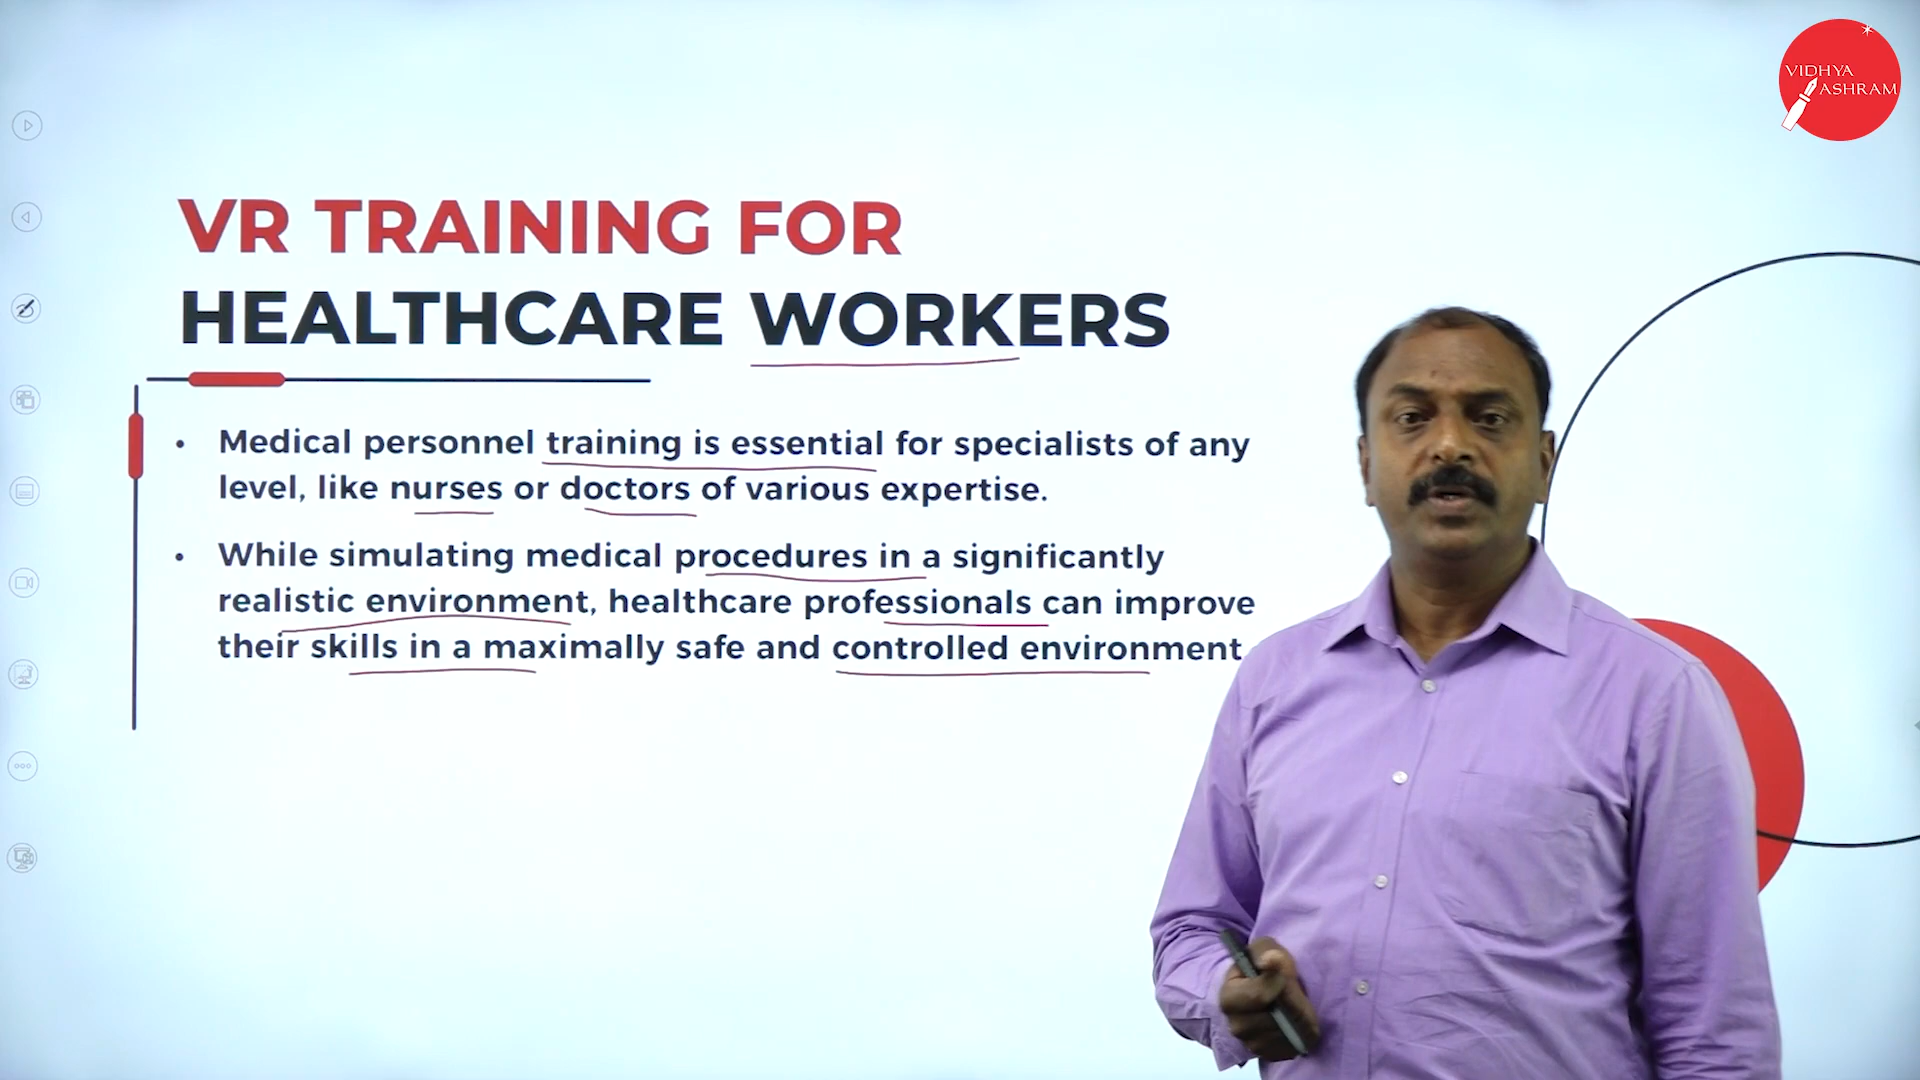 VIDHYA
ASHRAM
VR TRAINING FOR
HEALTHCARE WORKERS
• Medical personnel training is essential for specialists of any
level, like nurses or doctors of various expertise.
• While simulating medical procedures in a significantly
realistic environment, healthcare professionals can improve
their skills in a maximally safe and controlled environment